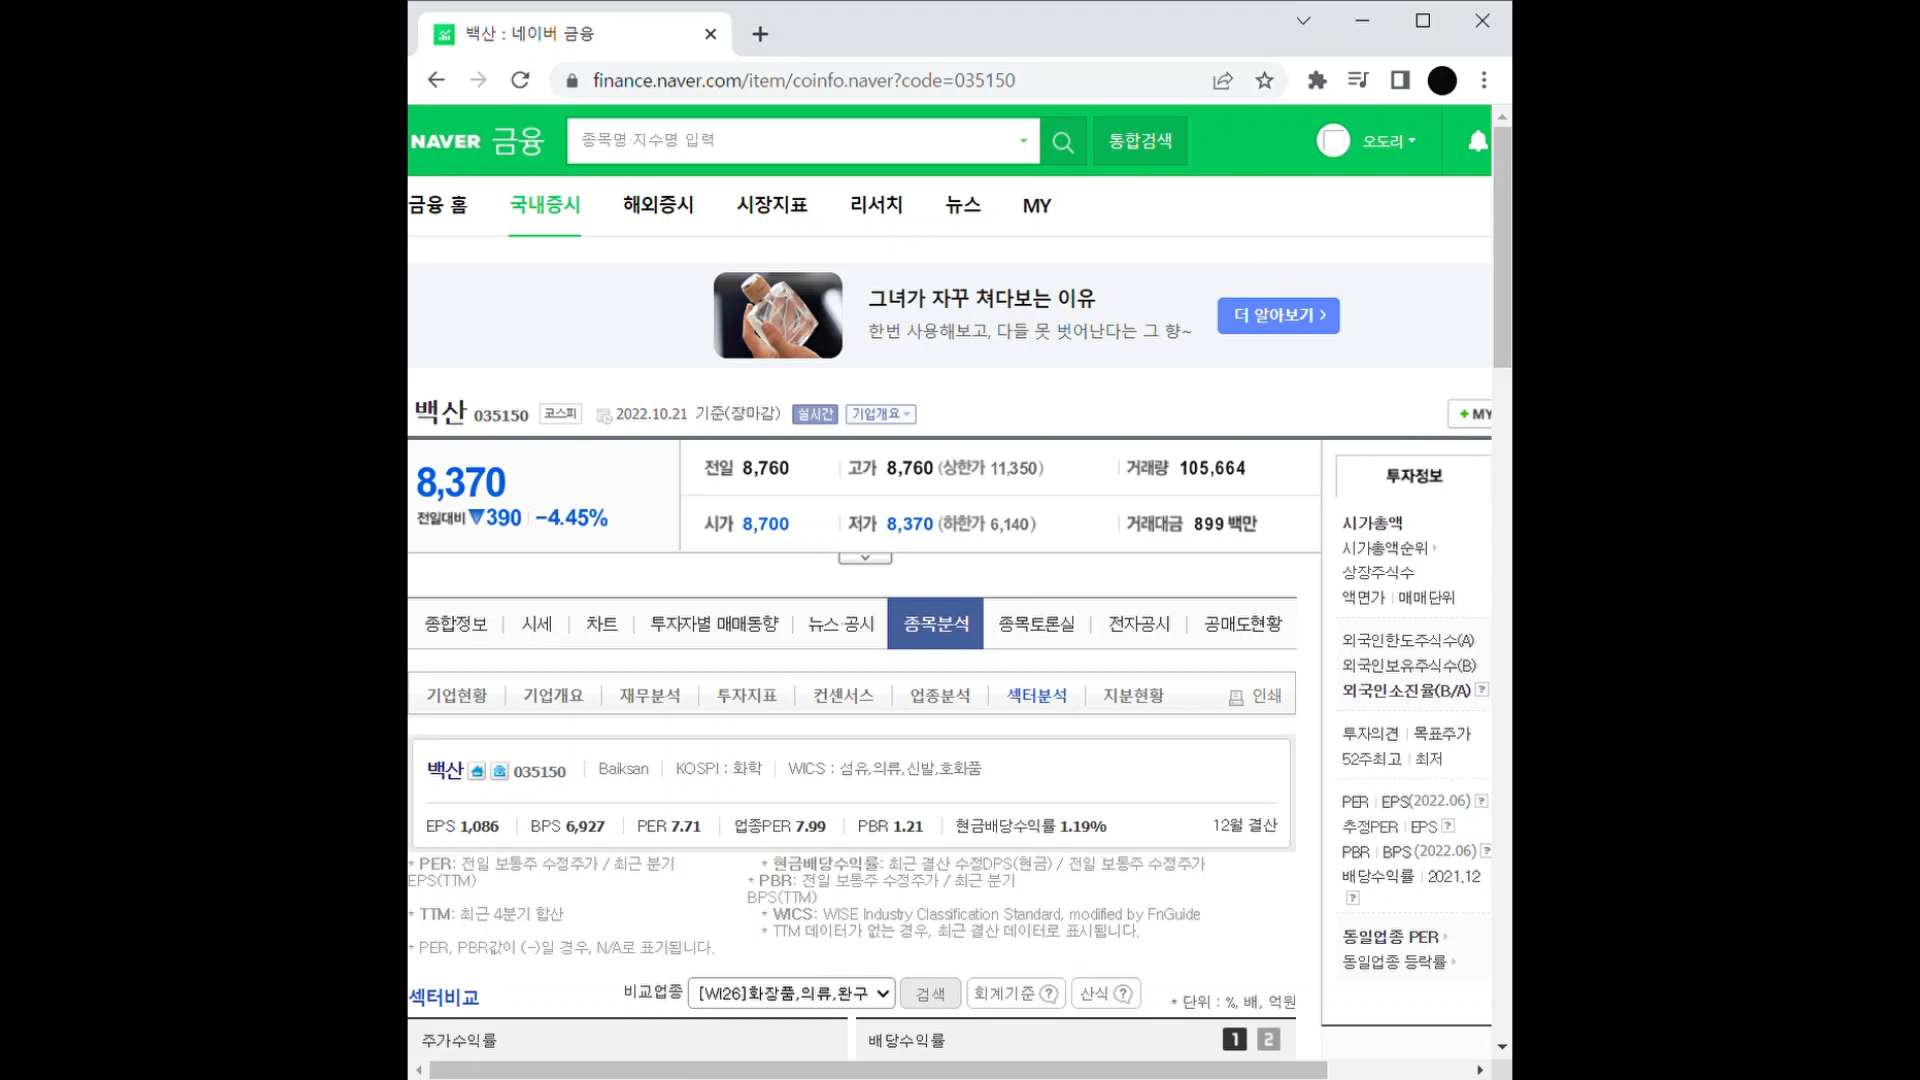 백산 : 네이버 금융
finance.naver.com/item/coinfo.naver?code=035150
NAVER 금융
종목명·지수명 입력
통합검색
오도리
금융 홈 국내증시 해외증시 시장지표 리서치 뉴스 MY
그녀가 자꾸 쳐다보는 이유
한번 사용해보고, 다들 못 벗어난다는 그 향~
더 알아보기 >
백산 035150 코스피 2022.10.21 기준(장마감) 실시간 기업개요
+ MY
8,370
전일대비 ▼390 | -4.45%
전일 8,760 고가 8,760 (상한가 11,350) 거래량 105,664
시가 8,700 저가 8,370 (하한가 6,140) 거래대금 899 백만
종합정보 시세 차트 투자자별 매매동향 뉴스·공시 종목분석 종목토론실 전자공시 공매도현황
기업현황 기업개요 재무분석 투자지표 컨센서스 업종분석 섹터분석 지분현황 인쇄
백산 035150 Baiksan KOSPI : 화학 WICS : 섬유,의류,신발,호화품
EPS 1,086 BPS 6,927 PER 7.71 업종PER 7.99 PBR 1.21 현금배당수익률 1.19% 12월 결산
* PER: 전일 보통주 수정주가 / 최근 분기
EPS(TTM)
* TTM: 최근 4분기 합산
* PER, PBR값이 (-)일 경우, N/A로 표기됩니다.
* 현금배당수익률: 최근 결산 수정DPS(현금) / 전일 보통주 수정주가
* PBR: 전일 보통주 수정주가 / 최근 분기
BPS(TTM)
* WICS: WISE Industry Classification Standard, modified by FnGuide
* TTM 데이터가 없는 경우, 최근 결산 데이터로 표시됩니다.
섹터비교 비교업종 [WI26]화장품,의류,완구 검색 회계기준 ? 산식 ? * 단위 : %, 배, 억원
주가수익률 배당수익률 1 2
투자정보
시가총액
시가총액순위
상장주식수
액면가 | 매매단위
외국인한도주식수(A)
외국인보유주식수(B)
외국인소진율(B/A) ?
투자의견 | 목표주가
52주최고 | 최저
PER | EPS(2022.06) ?
추정PER | EPS ?
PBR | BPS (2022.06) ?
배당수익률 | 2021.12
?
동일업종 PER
동일업종 등락률